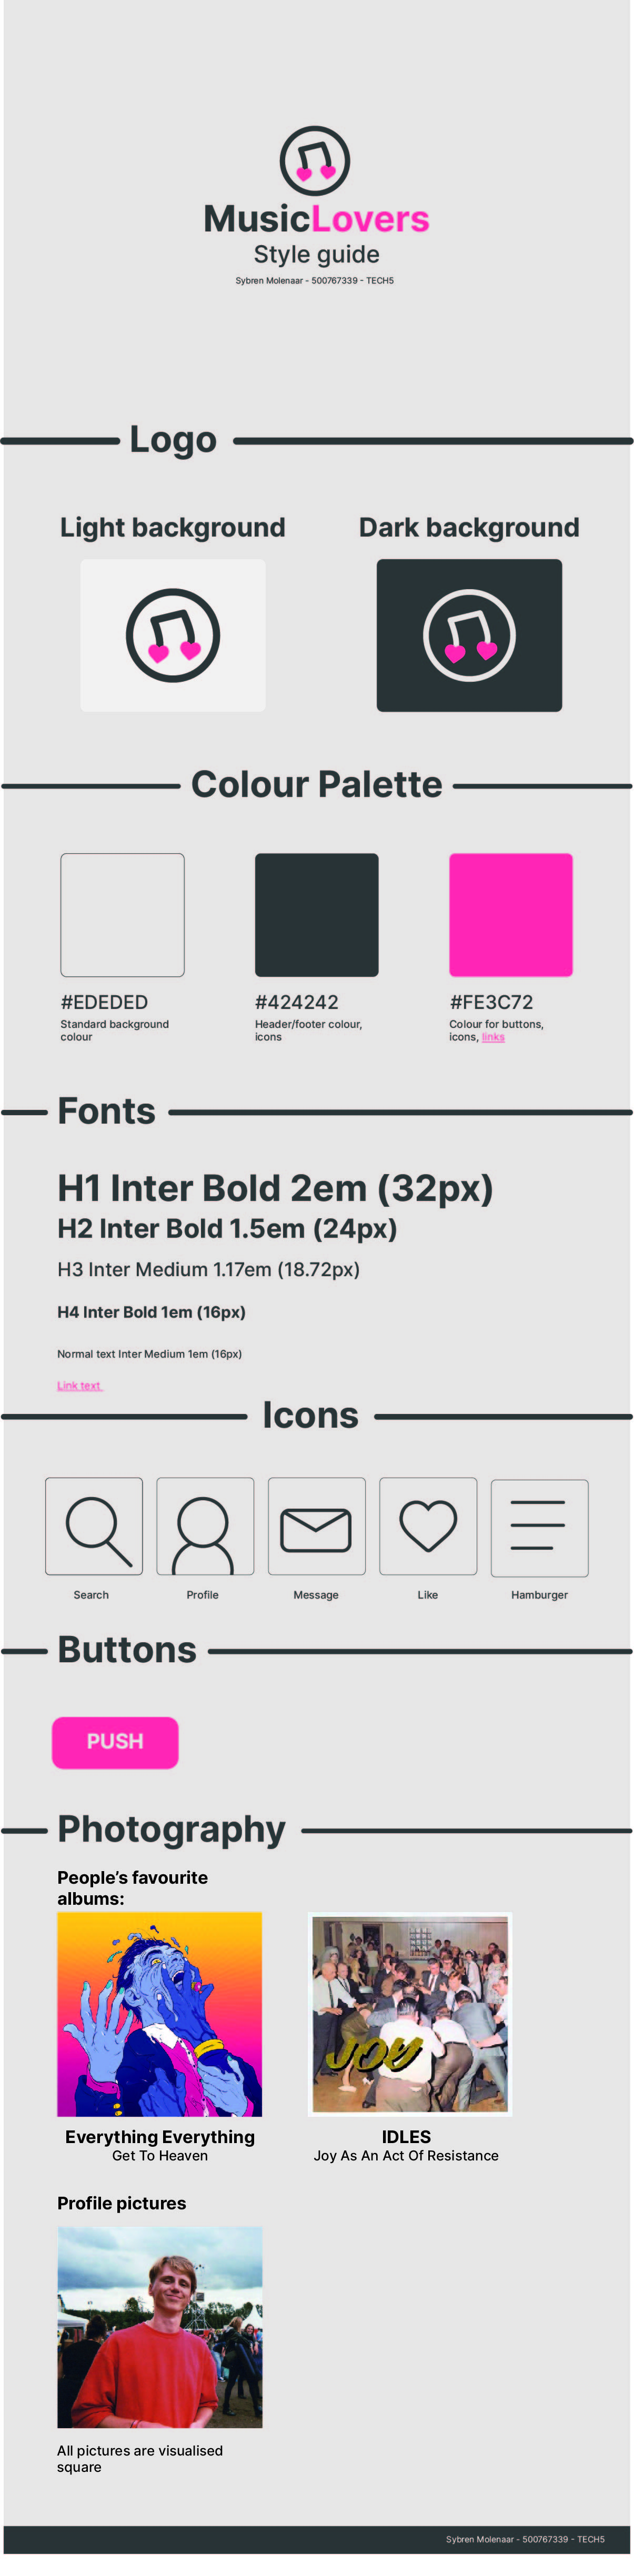 MusicLovers
Style guide
Sybren Molenaar - 500767339 - TECH5
Logo
Light background
Dark background
Colour Palette
#EDEDED
Standard background
colour
#424242
Header/footer colour,
icons
#FE3C72
Colour for buttons,
icons, links
Fonts
H1 Inter Bold 2em (32px)
H2 Inter Bold 1.5em (24px)
H3 Inter Medium 1.17em (18.72px)
H4 Inter Bold 1em (16px)
Normal text Inter Medium 1em (16px)
Link text
Icons
Search
Profile
Message
Like
Hamburger
Buttons
PUSH
Photography
People’s favourite
albums:
JOY
Everything Everything
Get To Heaven
IDLES
Joy As An Act Of Resistance
Profile pictures
All pictures are visualised
square
Sybren Molenaar - 500767339 - TECH5